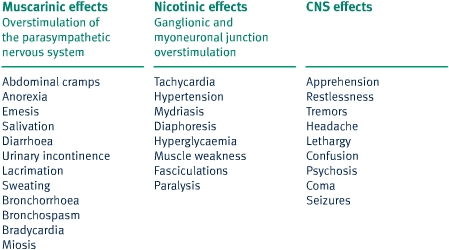 Muscarinic effects
Overstimulation of
the parasympathetic
nervous system
Abdominal cramps
Anorexia
Emesis
Salivation
Diarrhoea
Urinary incontinence
Lacrimation
Sweating
Bronchorrhoea
Bronchospasm
Bradycardia
Miosis
Nicotinic effects
Ganglionic and
myoneuronal junction
overstimulation
Tachycardia
Hypertension
Mydriasis
Diaphoresis
Hyperglycaemia
Muscle weakness
Fasciculations
Paralysis
CNS effects
Apprehension
Restlessness
Tremors
Headache
Lethargy
Confusion
Psychosis
Coma
Seizures